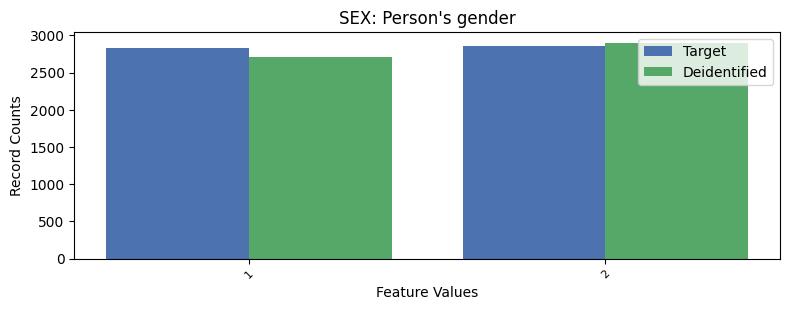 SEX: Person's gender
3000
2500
2000
1500
1000
500
0
Record Counts
Target
Deidentified
1
2
Feature Values